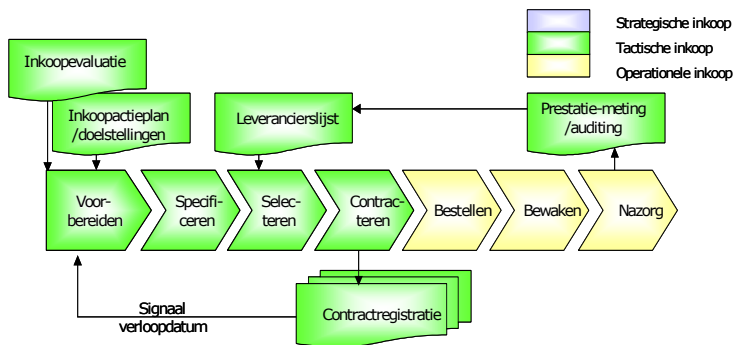 Strategische inkoop
Tactische inkoop
Operationele inkoop
Inkoopevaluatie
Inkoopactieplan
/doelstellingen
Leverancierslijst
Prestatie-meting
/auditing
Voor-
bereiden
Specifi-
ceren
Selec-
teren
Contrac-
teren
Bestellen
Bewaken
Nazorg
Signaal
verloopdatum
Contractregistratie